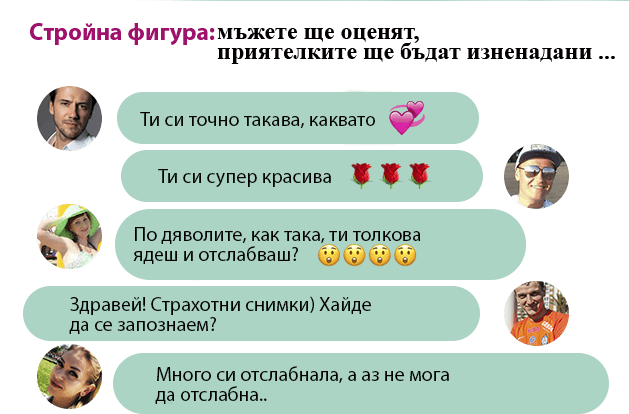 Стройна фигура: мъжете ще оценят,
приятелките ще бъдат изненадани ...
Ти си точно такава, каквато
Ти си супер красива
По дяволите, как така, ти толкова
ядеш и отслабваш?
Здравей! Страхотни снимки) Хайде
да се запознаем?
Много си отслабнала, а аз не мога
да отслабна..